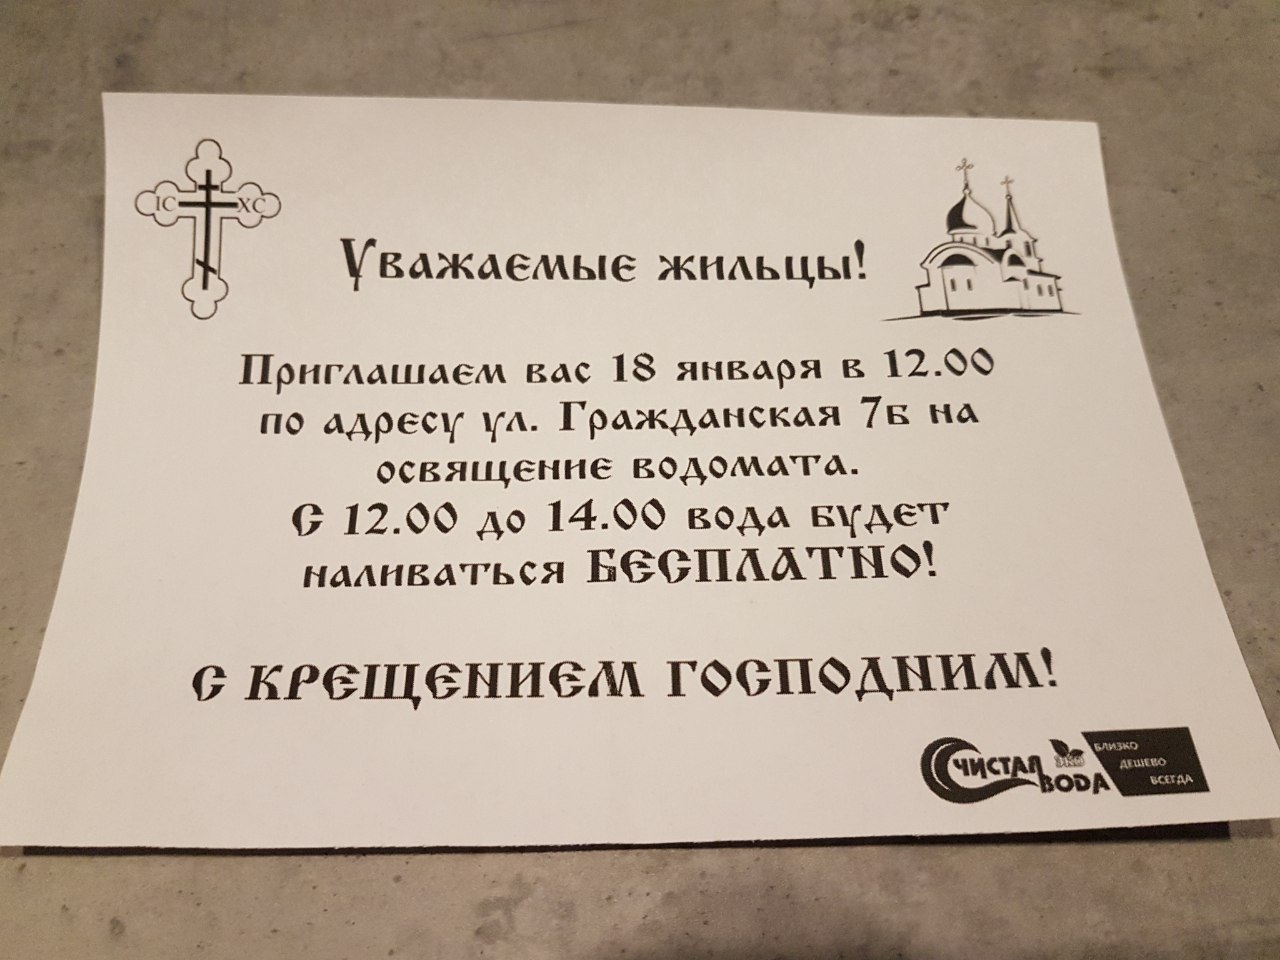 IC XC
Уважаемые жильцы!
Приглашаем вас 18 января в 12.00
по адресу ул. Гражданская 7б на
освящение водомата.
С 12.00 до 14.00 вода будет
наливаться БЕСПЛАТНО!
С КРЕЩЕНИЕМ ГОСПОДНИМ!
ЧИСТАЯ ЭКО
ВОДА
БЛИЗКО
ДЕШЕВО
ВСЕГДА